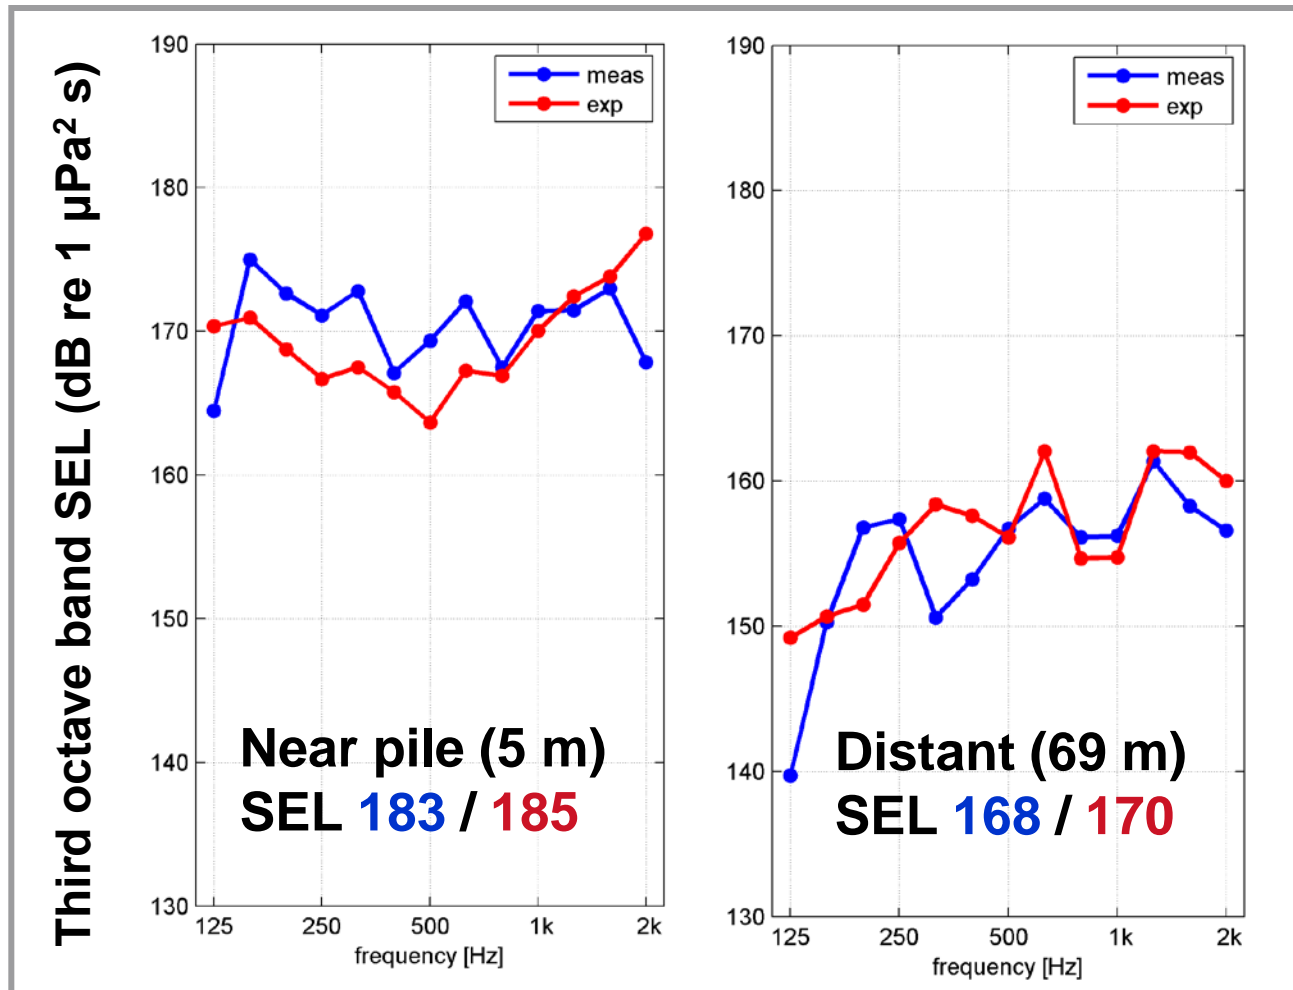 Third octave band SEL (dB re 1 µPa² s)
190
180
170
160
150
140
130
125
250
500
1k
2k
frequency [Hz]
meas
exp
Near pile (5 m)
SEL 183 / 185
190
180
170
160
150
140
130
125
250
500
1k
2k
frequency [Hz]
meas
exp
Distant (69 m)
SEL 168 / 170